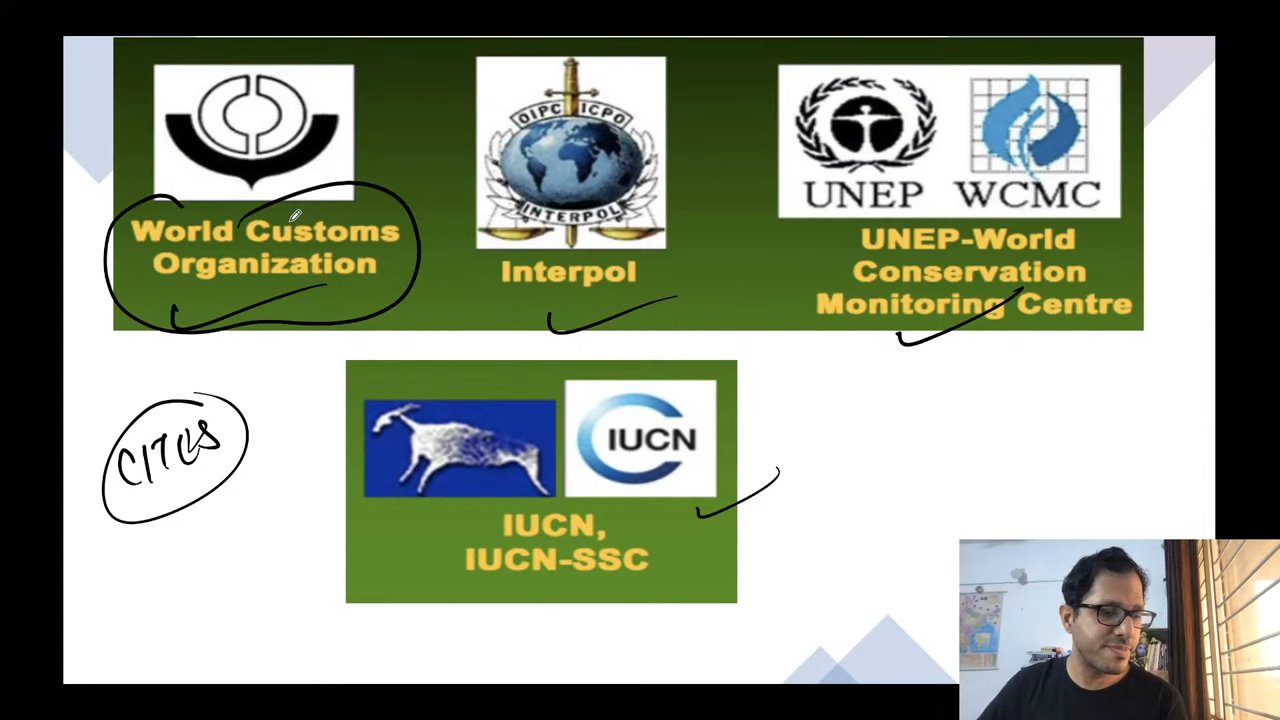 OIPC ICPO
INTERPOL
UNEP WCMC
World Customs
Organization
Interpol
UNEP-World
Conservation
Monitoring Centre
CITES
IUCN
IUCN,
IUCN-SSC